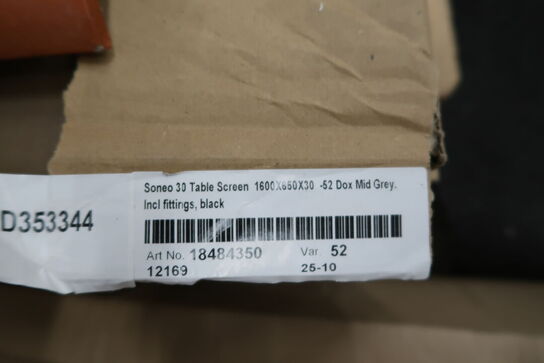 Soneo 30 Table Screen 1600X650X30 -52 Dox Mid Grey.
Incl fittings, black
D353344
Art No. 18484350 Var. 52
12169 25-10